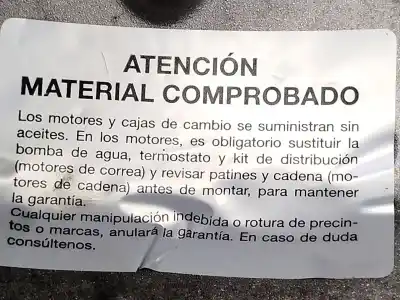 ATENCIÓN
MATERIAL COMPROBADO
Los motores y cajas de cambio se suministran sin
aceites. En los motores, es obligatorio sustituir la
bomba de agua, termostato y kit de distribución
(motores de correa) y revisar patines y cadena (mo-
tores de cadena) antes de montar, para mantener
la garantía.
Cualquier manipulación indebida o rotura de precin-
tos o marcas, anulará la garantía. En caso de duda
consúltenos.